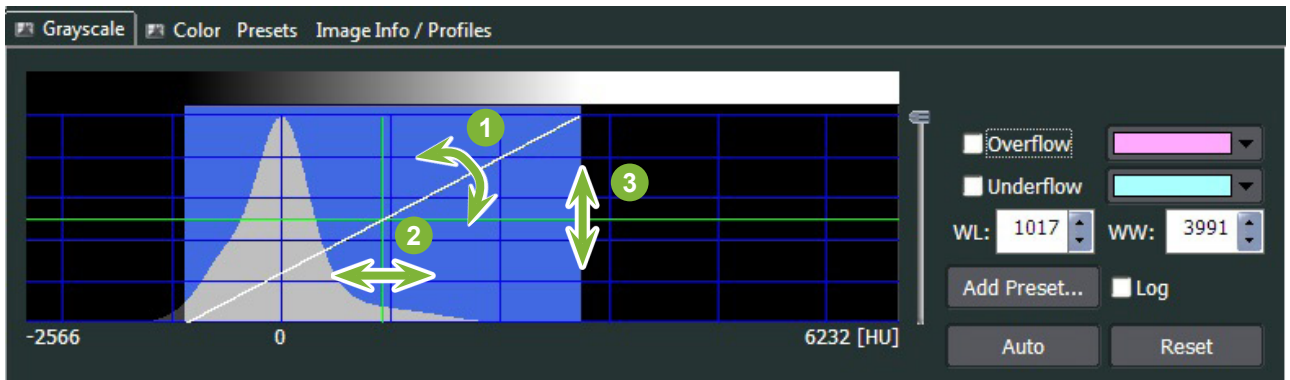 Grayscale Color Presets Image Info / Profiles
1
3
2
Overflow
Underflow
WL: 1017 WW: 3991
Add Preset... Log
-2566 0 6232 [HU]
Auto Reset